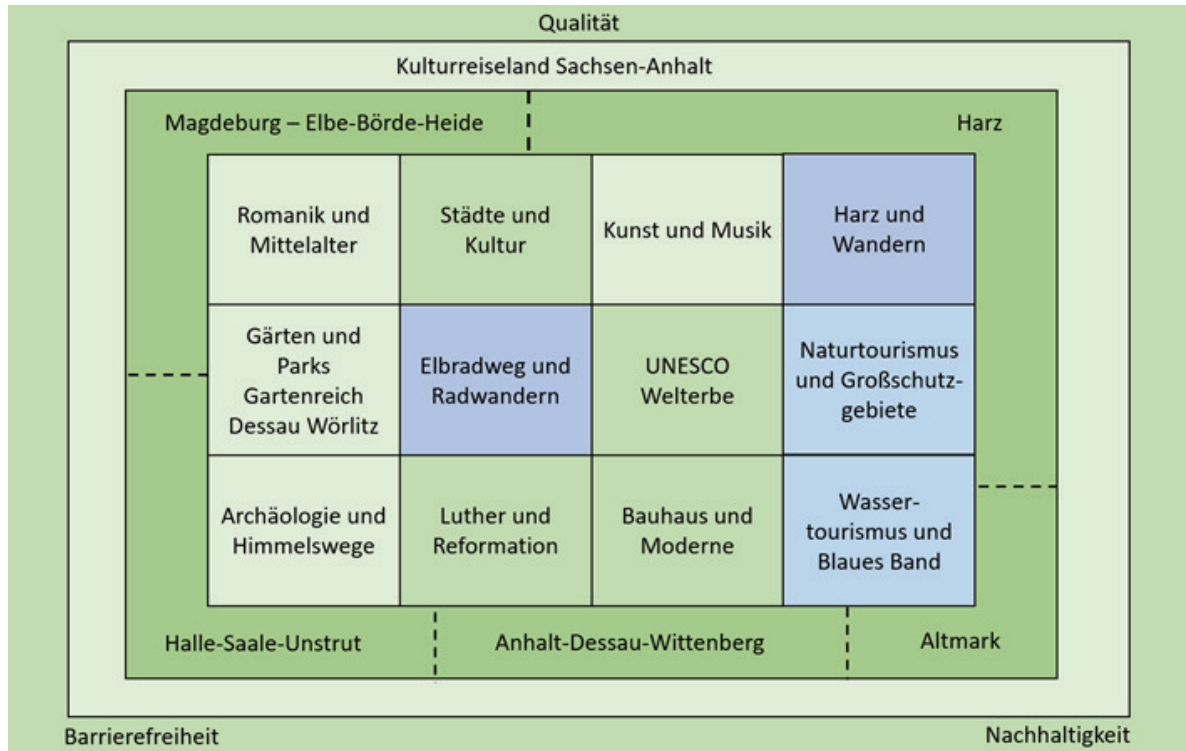 Qualität
Kulturreiseland Sachsen-Anhalt
Magdeburg – Elbe-Börde-Heide
Harz
Romanik und
Mittelalter
Städte und
Kultur
Kunst und Musik
Harz und
Wandern
Gärten und
Parks
Gartenreich
Dessau Wörlitz
Elbradweg und
Radwandern
UNESCO
Welterbe
Naturtourismus
und Großschutz-
gebiete
Archäologie und
Himmelswege
Luther und
Reformation
Bauhaus und
Moderne
Wasser-
tourismus und
Blaues Band
Halle-Saale-Unstrut
Anhalt-Dessau-Wittenberg
Altmark
Barrierefreiheit
Nachhaltigkeit